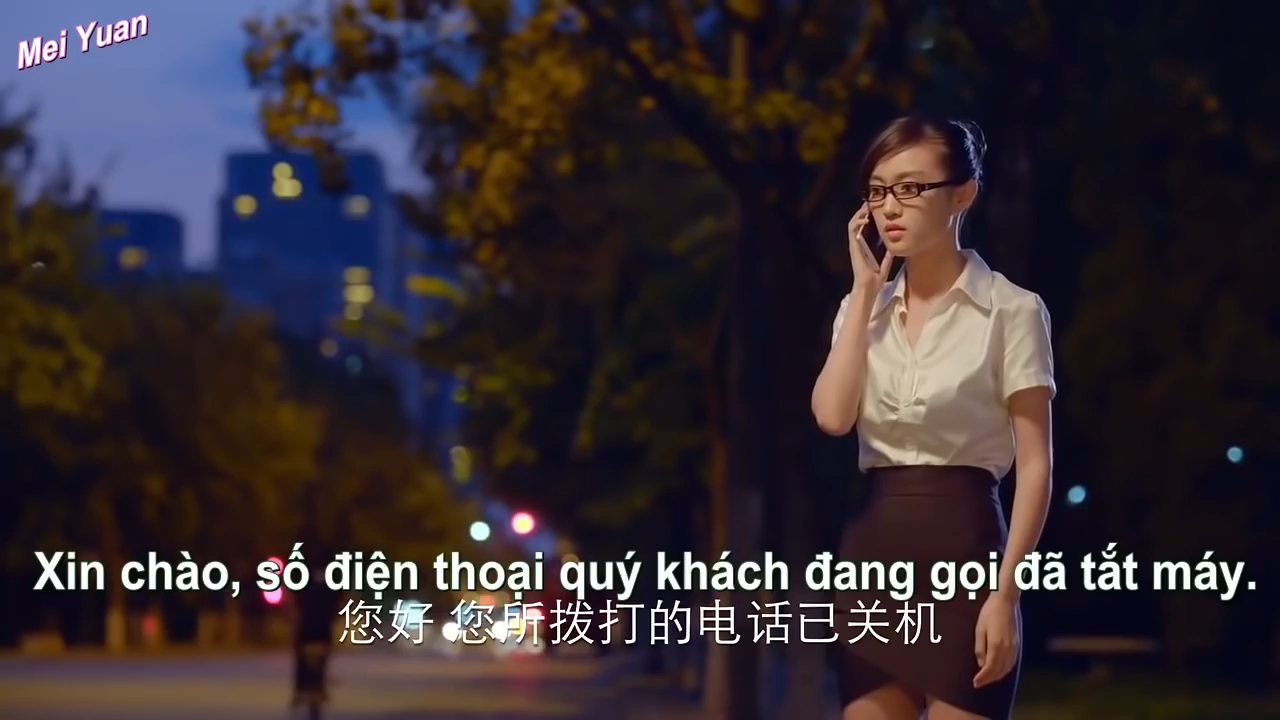 Mei Yuan
Xin chào, số điện thoại quý khách đang gọi đã tắt máy.
您好 您所拨打的电话已关机